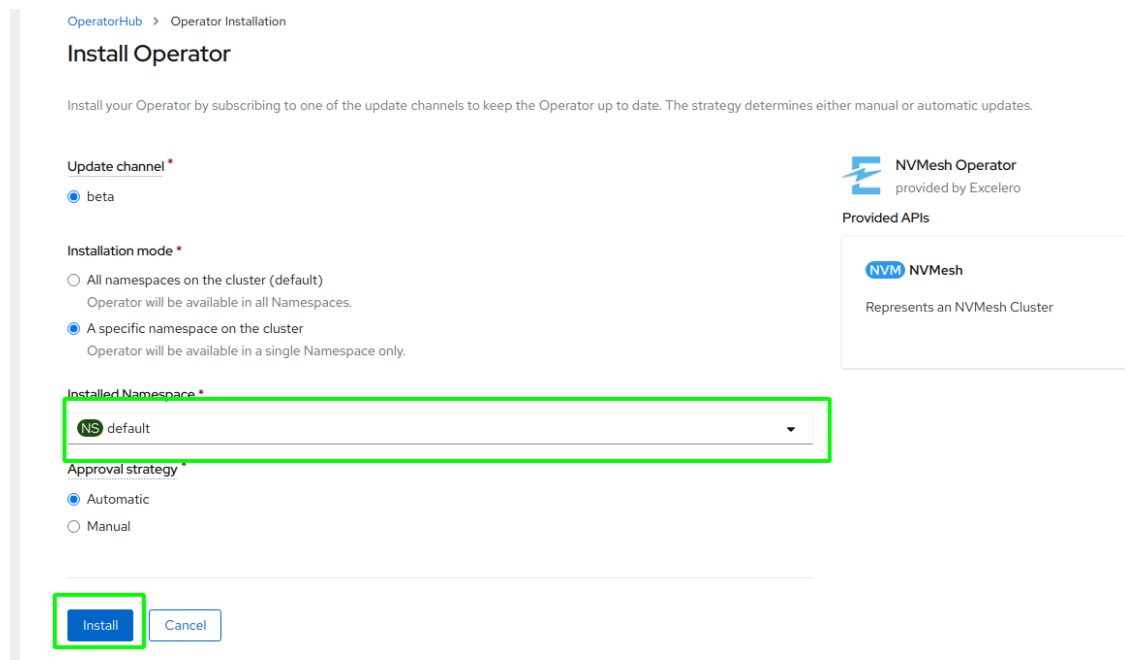 OperatorHub > Operator Installation
Install Operator
Install your Operator by subscribing to one of the update channels to keep the Operator up to date. The strategy determines either manual or automatic updates.
Update channel *
beta
Installation mode *
All namespaces on the cluster (default)
Operator will be available in all Namespaces.
A specific namespace on the cluster
Operator will be available in a single Namespace only.
Installed Namespace *
NS default
Approval strategy *
Automatic
Manual
Install Cancel
NVMesh Operator
provided by Excelero
Provided APIs
NVM NVMesh
Represents an NVMesh Cluster